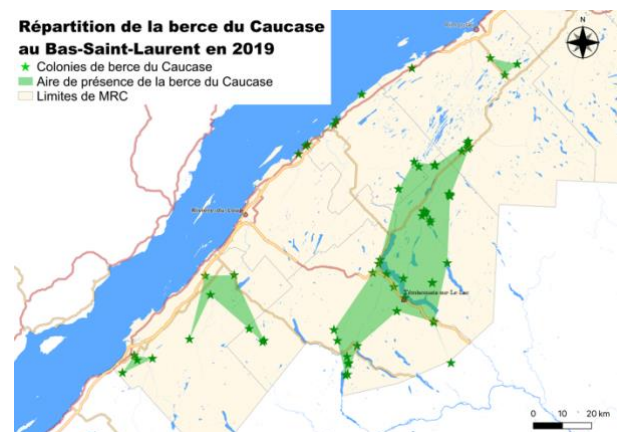 Répartition de la berce du Caucase
au Bas-Saint-Laurent en 2019
Colonies de berce du Caucase
Aire de présence de la berce du Caucase
Limites de MRC
N
Rivière-du-Loup
Témiscouata-sur-Le-Lac
0 10 20 km